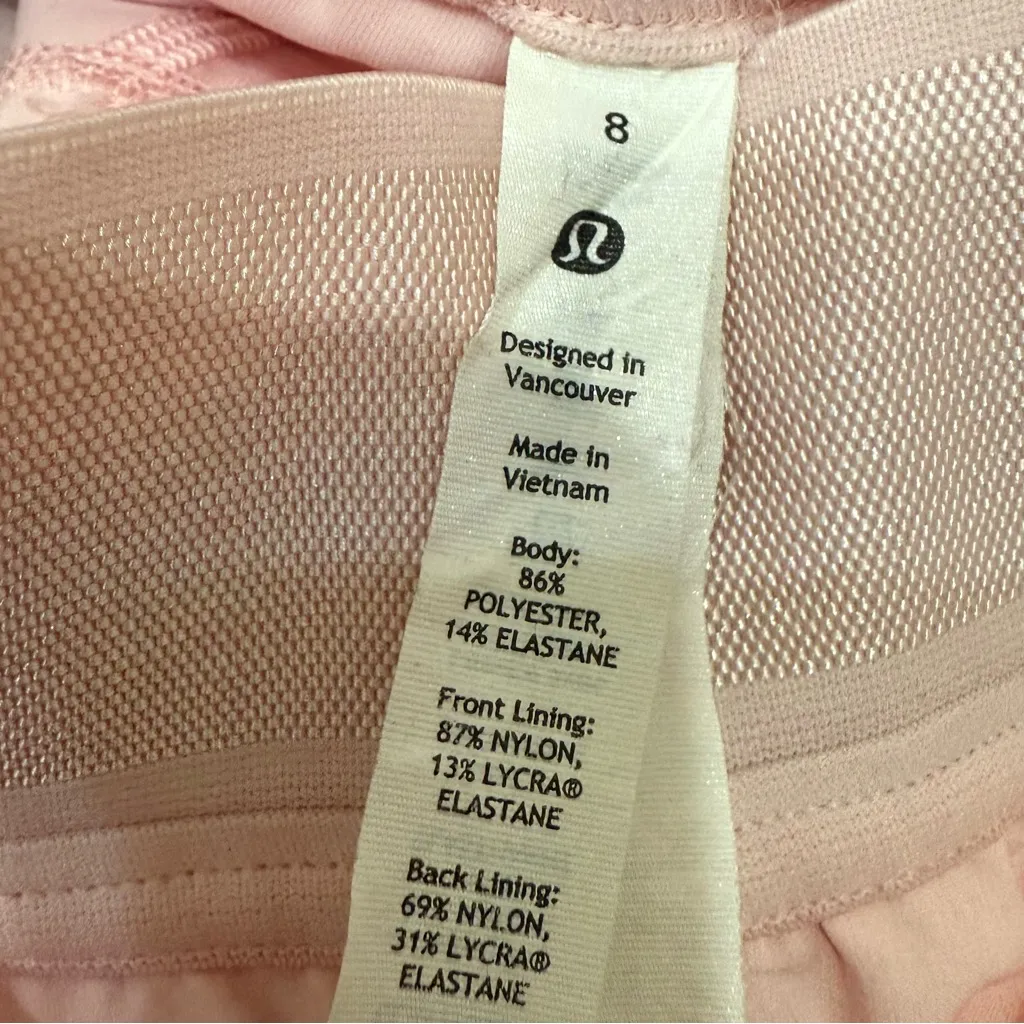 8
Designed in
Vancouver
Made in
Vietnam
Body:
86%
POLYESTER,
14% ELASTANE
Front Lining:
87% NYLON,
13% LYCRA®
ELASTANE
Back Lining:
69% NYLON,
31% LYCRA®
ELASTANE